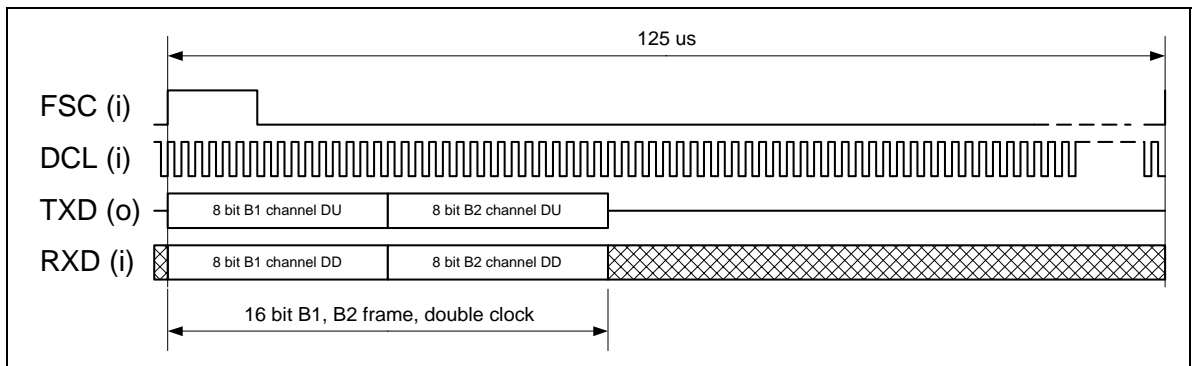 125 us
FSC (i)
DCL (i)
TXD (o) 8 bit B1 channel DU 8 bit B2 channel DU
RXD (i) 8 bit B1 channel DD 8 bit B2 channel DD
16 bit B1, B2 frame, double clock